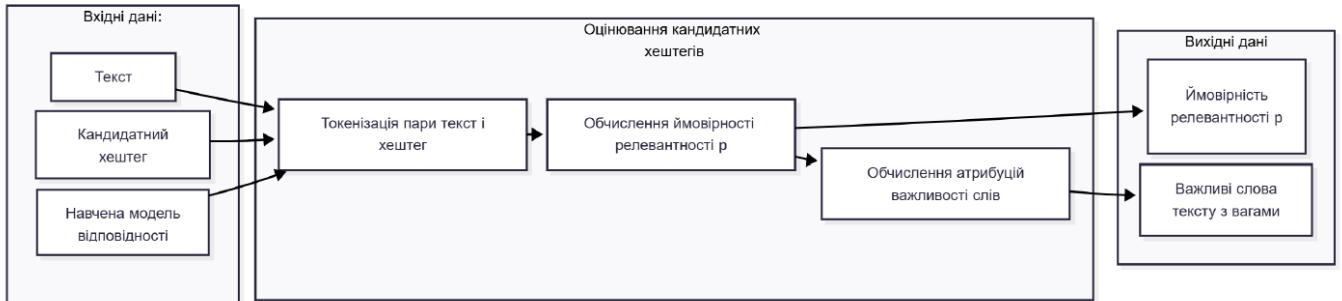 Вхідні дані:
Текст
Кандидатний
хештег
Навчена модель
відповідності
Оцінювання кандидатних
хештегів
Токенізація пари текст і
хештег
Обчислення ймовірності
релевантності p
Обчислення атрибуцій
важливості слів
Вихідні дані
Ймовірність
релевантності p
Важливі слова
тексту з вагами